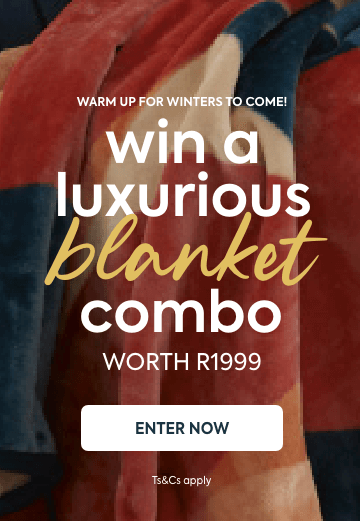 WARM UP FOR WINTERS TO COME!
win a
luxurious
blanket
combo
WORTH R1999
ENTER NOW
Ts&Cs apply